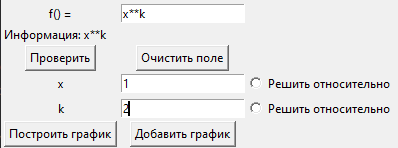 f() = x**k
Информация: x**k
Проверить Очистить поле
x 1 Решить относительно
k 2 Решить относительно
Построить график Добавить график